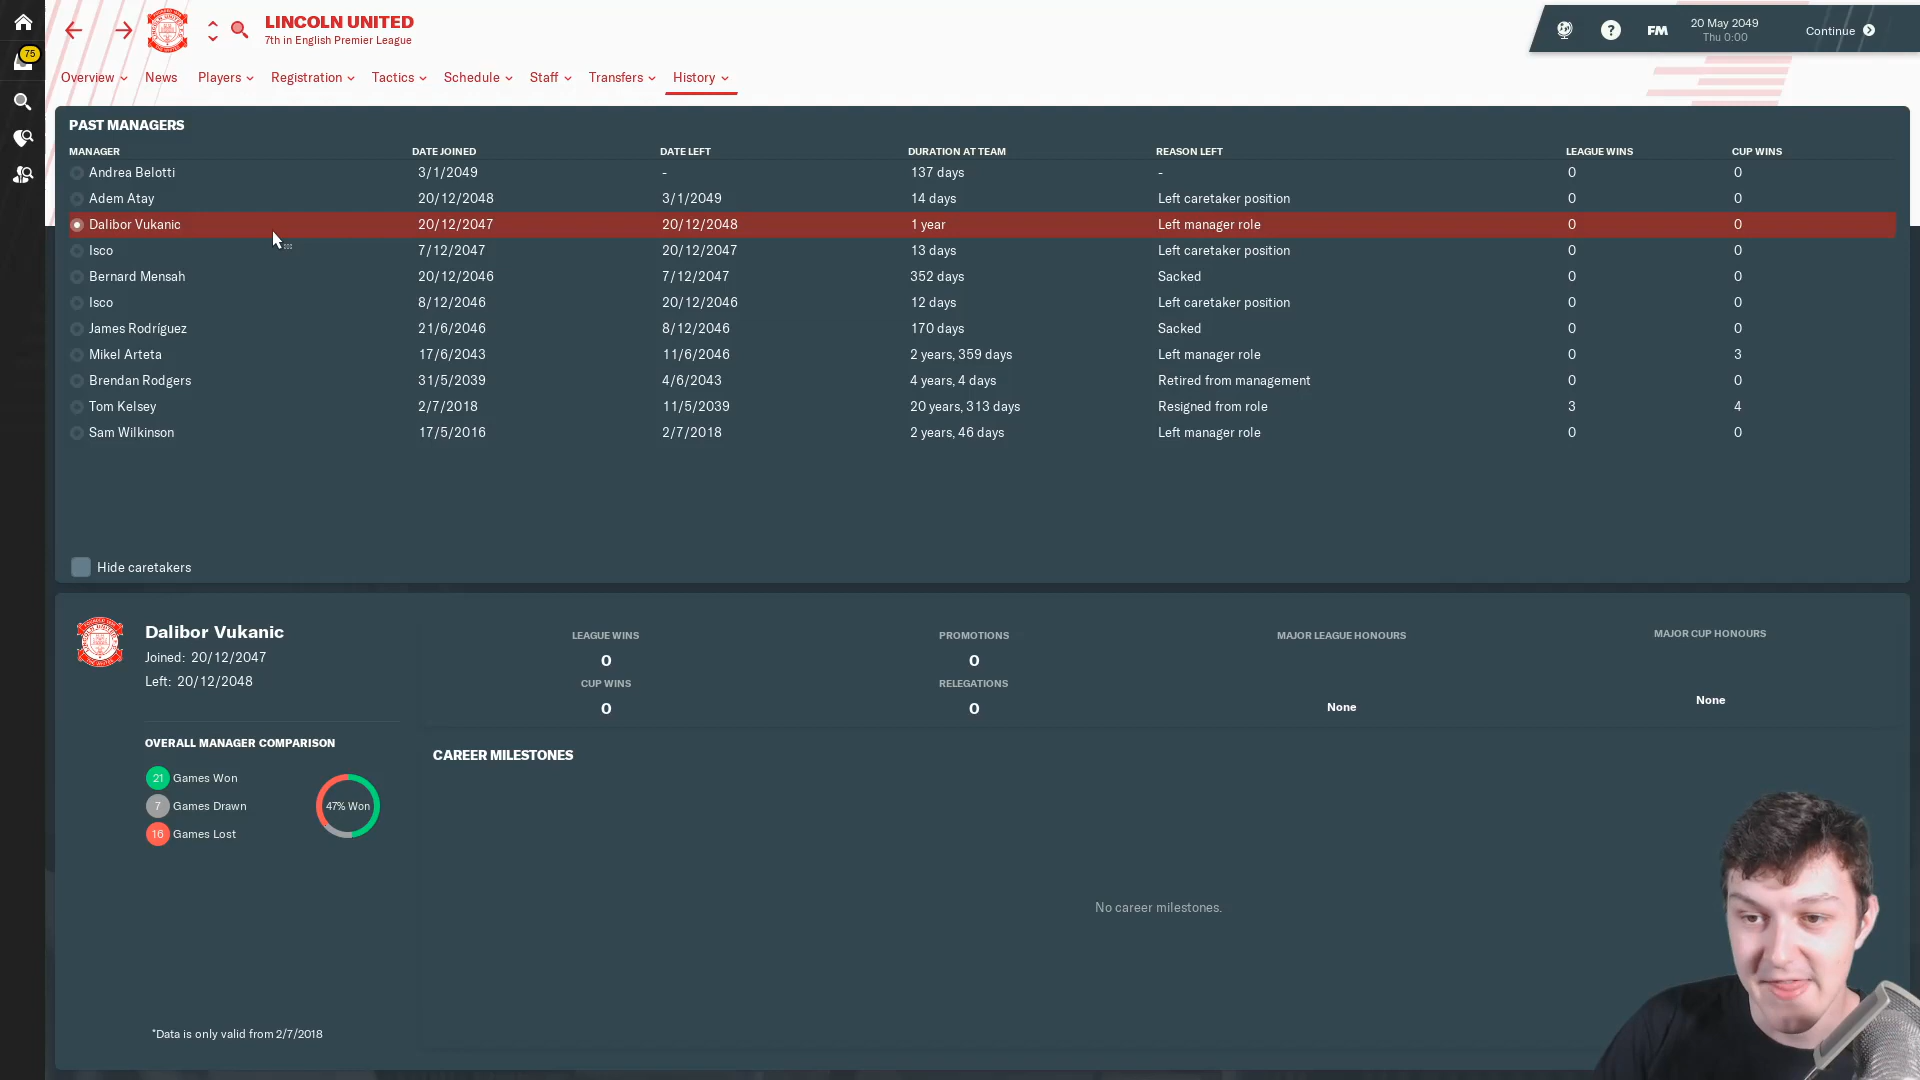 LINCOLN UNITED
7th in English Premier League
75
FM
20 May 2049
Thu 0:00
Continue
Overview News Players Registration Tactics Schedule Staff Transfers History
PAST MANAGERS
MANAGER DATE JOINED DATE LEFT DURATION AT TEAM REASON LEFT LEAGUE WINS CUP WINS
Andrea Belotti 3/1/2049 - 137 days - 0 0
Adem Atay 20/12/2048 3/1/2049 14 days Left caretaker position 0 0
Dalibor Vukanic 20/12/2047 20/12/2048 1 year Left manager role 0 0
Isco 7/12/2047 20/12/2047 13 days Left caretaker position 0 0
Bernard Mensah 20/12/2046 7/12/2047 352 days Sacked 0 0
Isco 8/12/2046 20/12/2046 12 days Left caretaker position 0 0
James Rodríguez 21/6/2046 8/12/2046 170 days Sacked 0 0
Mikel Arteta 17/6/2043 11/6/2046 2 years, 359 days Left manager role 0 3
Brendan Rodgers 31/5/2039 4/6/2043 4 years, 4 days Retired from management 0 0
Tom Kelsey 2/7/2018 11/5/2039 20 years, 313 days Resigned from role 3 4
Sam Wilkinson 17/5/2016 2/7/2018 2 years, 46 days Left manager role 0 0
Hide caretakers
Dalibor Vukanic
Joined: 20/12/2047
Left: 20/12/2048
LEAGUE WINS PROMOTIONS MAJOR LEAGUE HONOURS MAJOR CUP HONOURS
0 0
CUP WINS RELEGATIONS
0 0 None None
OVERALL MANAGER COMPARISON
21 Games Won
7 Games Drawn
16 Games Lost
47% Won
CAREER MILESTONES
No career milestones.
*Data is only valid from 2/7/2018